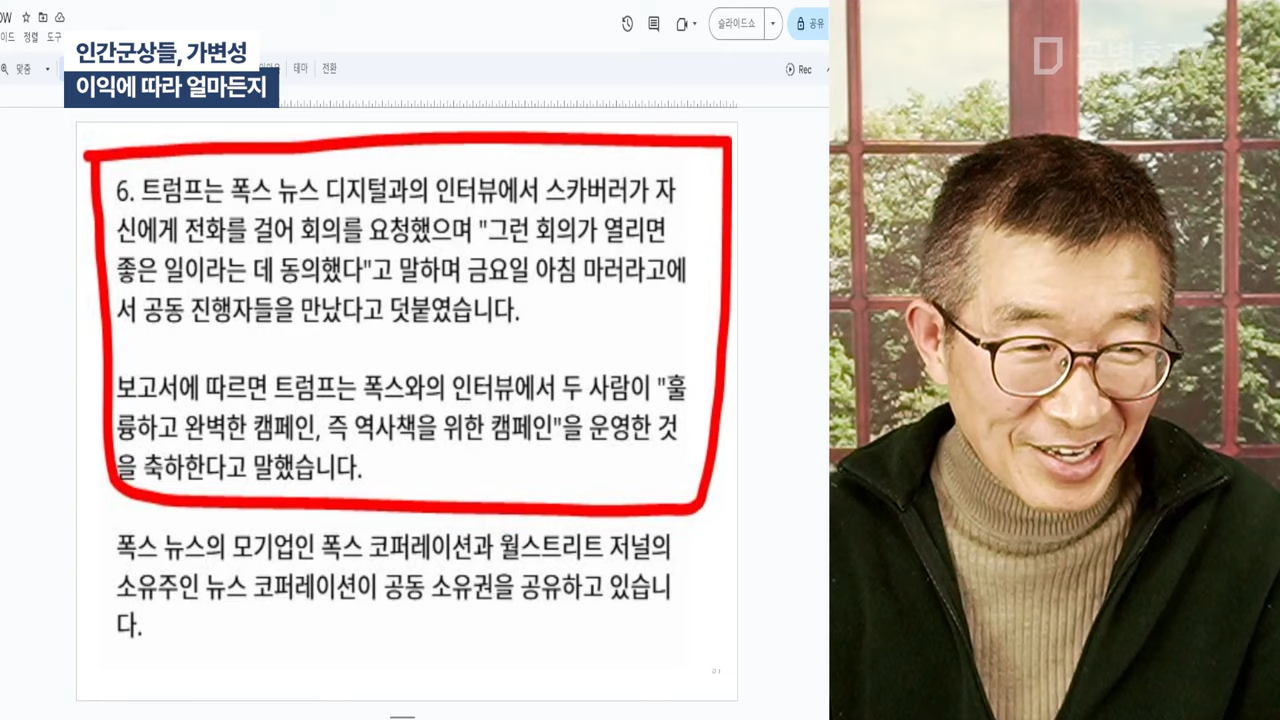 OW
이드 정렬 도구
슬라이드쇼
공유
인간군상들, 가변성
이익에 따라 얼마든지
맞춤
테마
전환
Rec
6. 트럼프는 폭스 뉴스 디지털과의 인터뷰에서 스카버러가 자
신에게 전화를 걸어 회의를 요청했으며 "그런 회의가 열리면
좋은 일이라는 데 동의했다"고 말하며 금요일 아침 마러라고에
서 공동 진행자들을 만났다고 덧붙였습니다.
보고서에 따르면 트럼프는 폭스와의 인터뷰에서 두 사람이 "훌
륭하고 완벽한 캠페인, 즉 역사책을 위한 캠페인"을 운영한 것
을 축하한다고 말했습니다.
폭스 뉴스의 모기업인 폭스 코퍼레이션과 월스트리트 저널의
소유주인 뉴스 코퍼레이션이 공동 소유권을 공유하고 있습니
다.